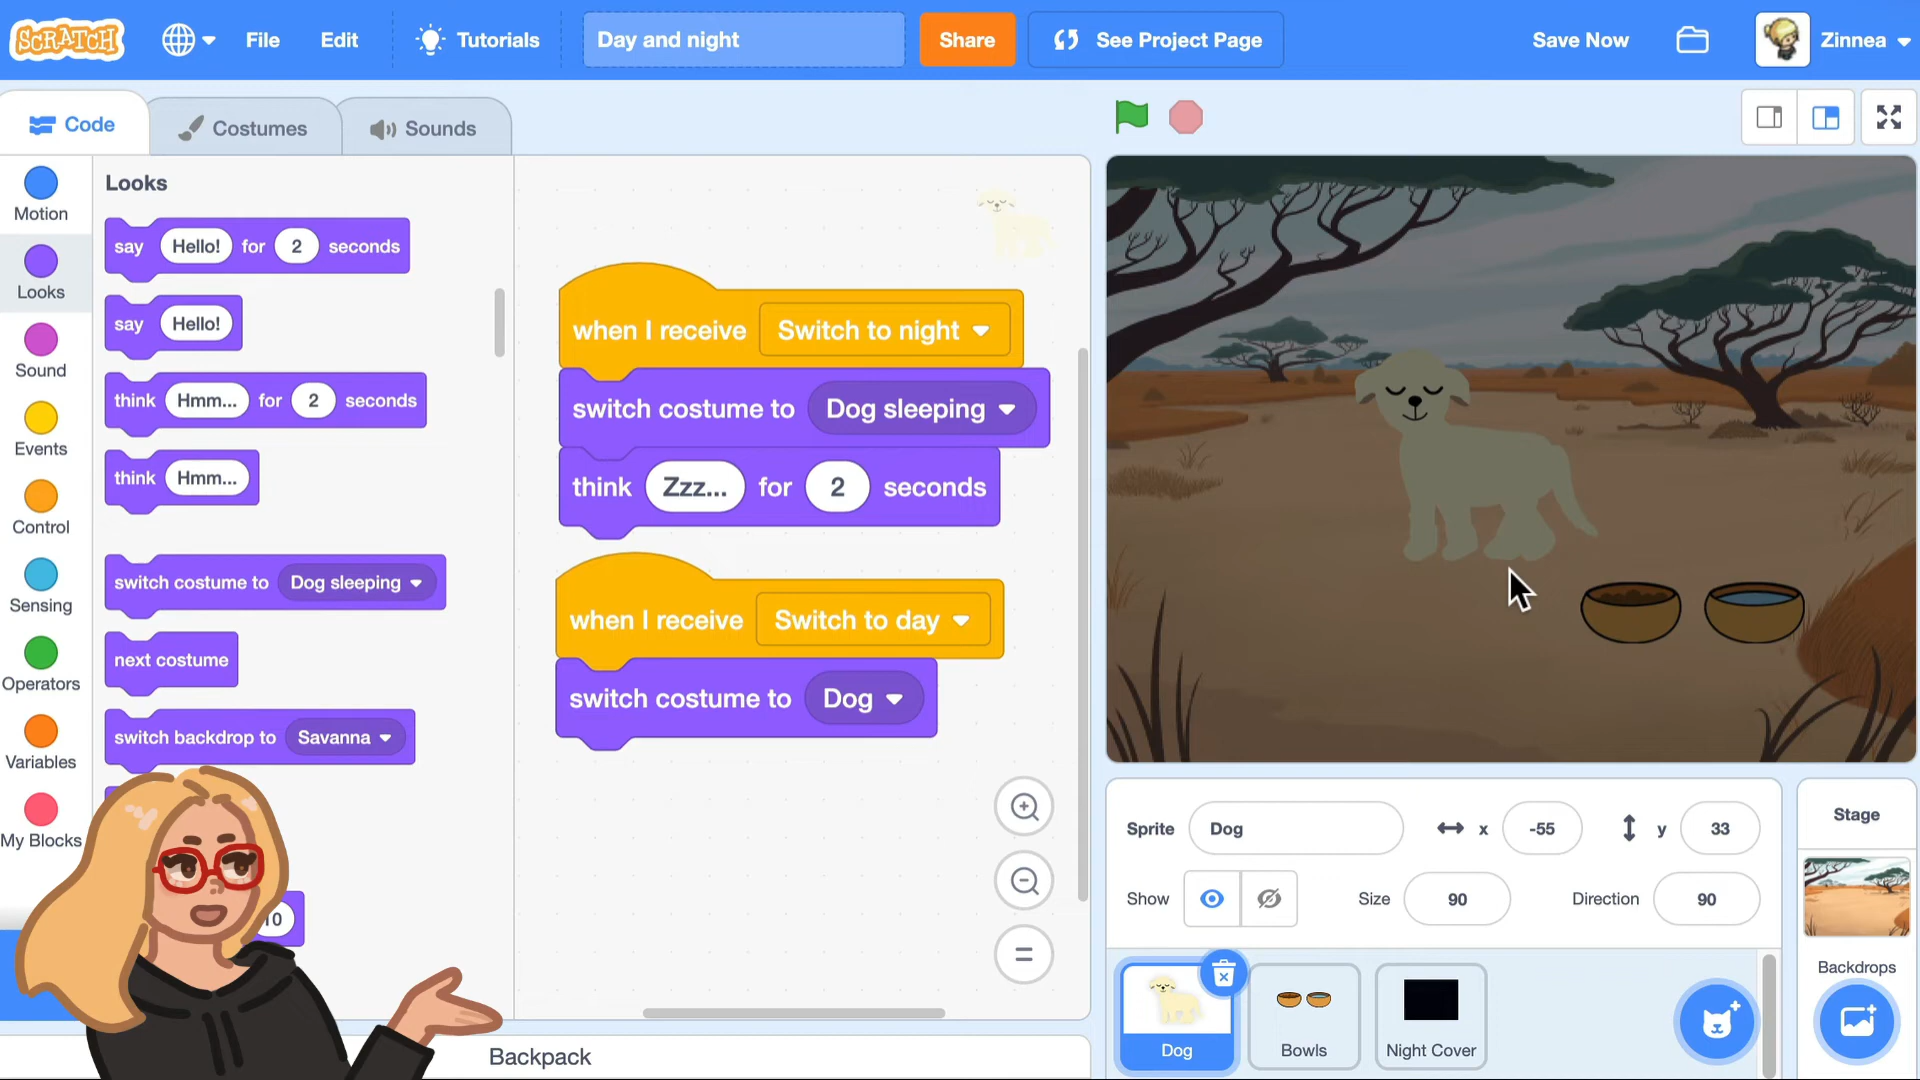 SCRATCH
File
Edit
Tutorials
Day and night
Share
See Project Page
Save Now
Zinnea
Code
Costumes
Sounds
Motion
Looks
Sound
Events
Control
Sensing
Operators
Variables
My Blocks
Looks
say Hello! for 2 seconds
say Hello!
think Hmm... for 2 seconds
think Hmm...
switch costume to Dog sleeping
next costume
switch backdrop to Savanna
10
when I receive Switch to night
switch costume to Dog sleeping
think Zzz... for 2 seconds
when I receive Switch to day
switch costume to Dog
Backpack
Sprite Dog x -55 y 33
Show Size 90 Direction 90
Dog
Bowls
Night Cover
Stage
Backdrops